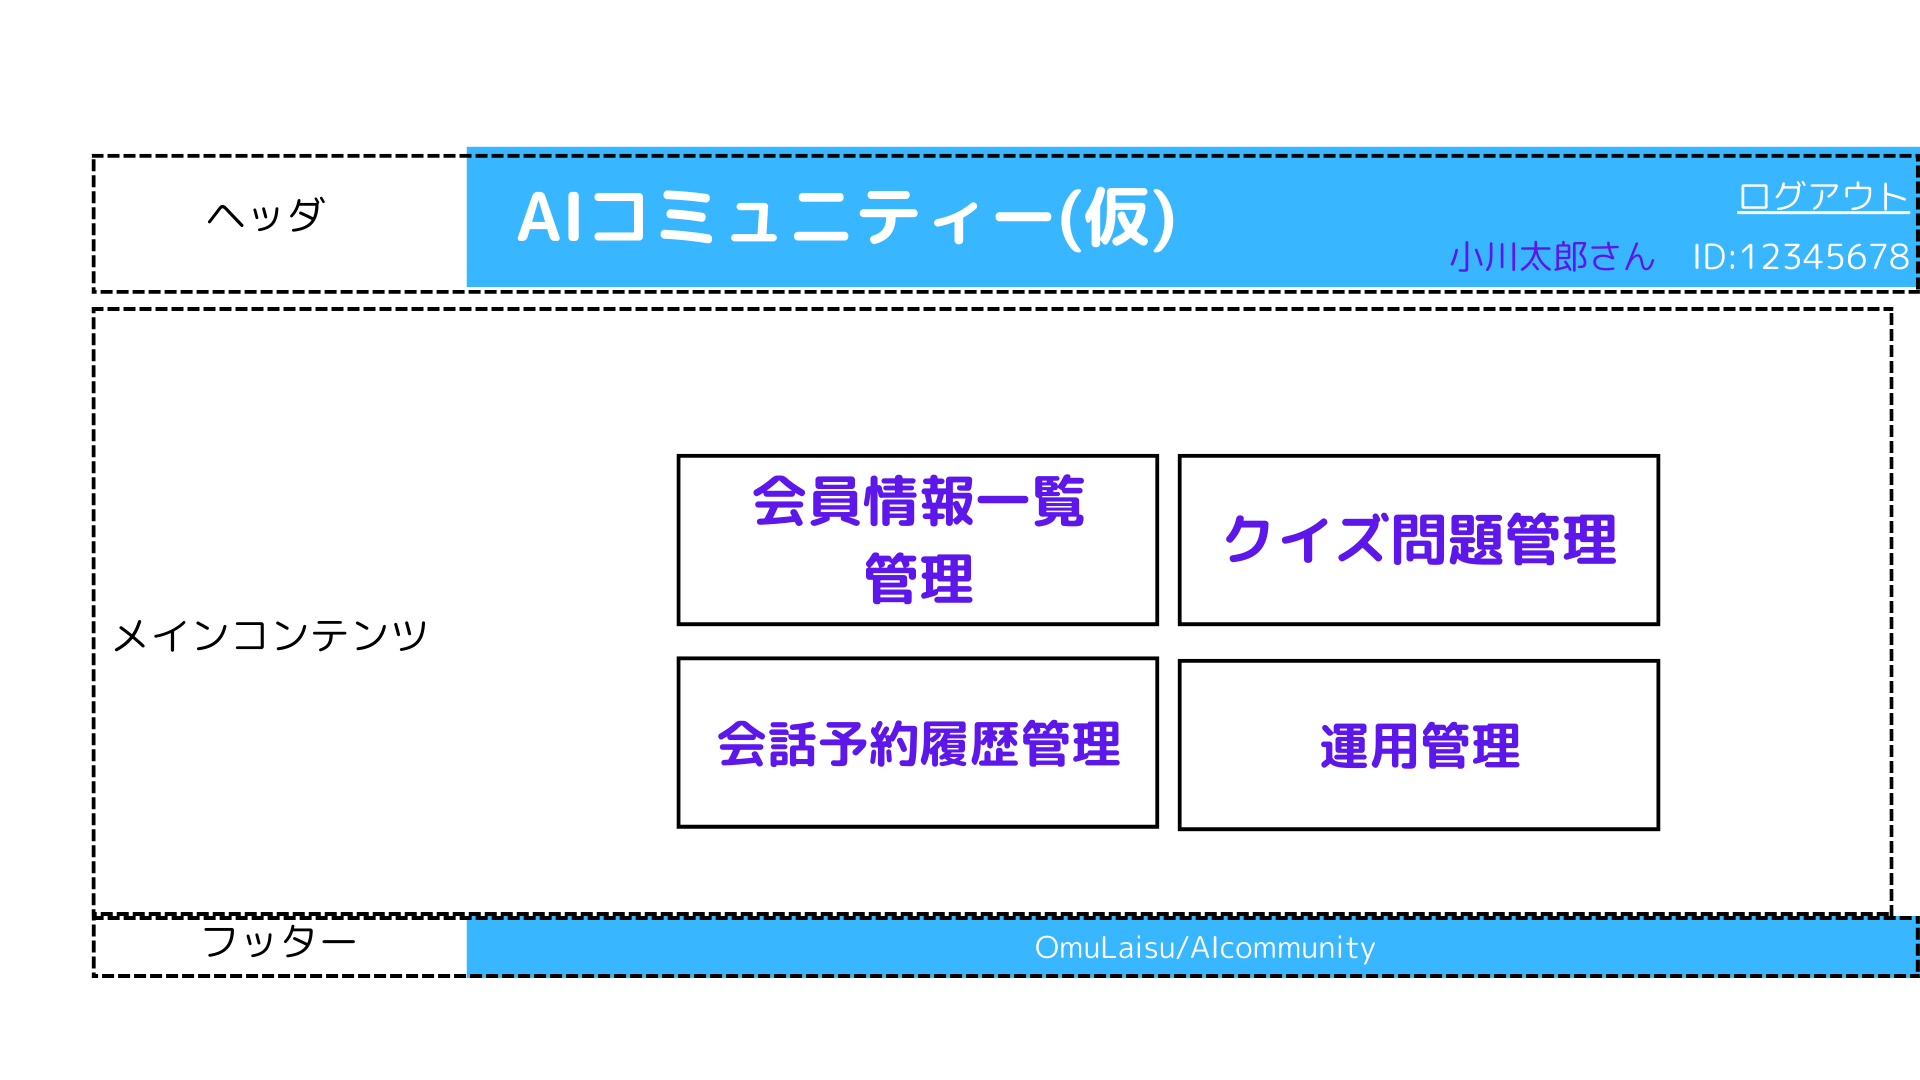 ヘッダ
AIコミュニティー(仮)
ログアウト
小川太郎さん ID:12345678
メインコンテンツ
会員情報一覧
管理
クイズ問題管理
会話予約履歴管理
運用管理
フッター
OmuLaisu/AIcommunity